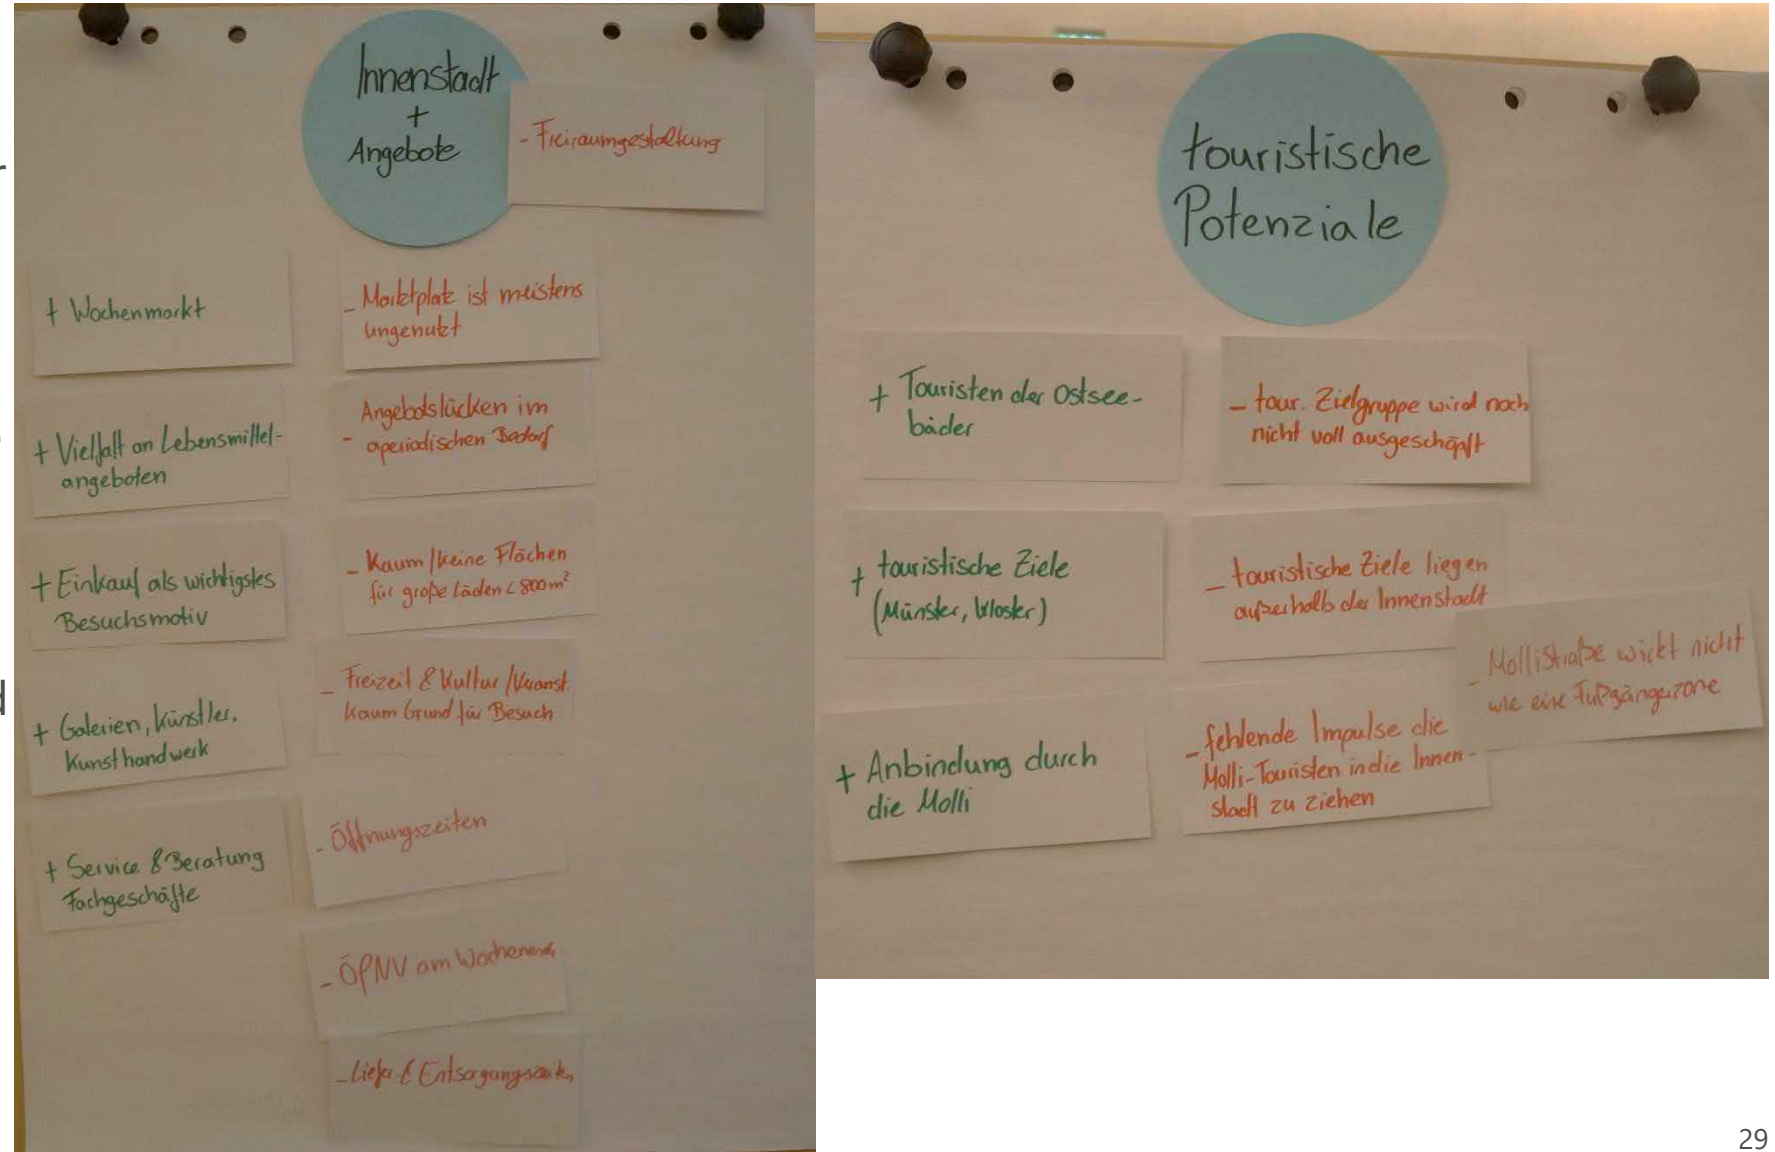 Innenstadt
+
Angebote
- Freiraumgestaltung
+ Wochenmarkt
- Marktplatz ist meistens
ungenutzt
+ Vielfalt an Lebensmittel-
angeboten
Angebotslücken im
- aperiodischen Bedarf
+ Einkauf als wichtigstes
Besuchsmotiv
- Kaum/keine Flächen
für große Läden < 800 m²
+ Galerien, Künstler,
Kunsthandwerk
- Freizeit & Kultur/Veranst.
kaum Grund für Besuch
+ Service & Beratung
Fachgeschäfte
- Öffnungszeiten
- ÖPNV am Wochenende
- Liefer- & Entsorgungszeiten
touristische
Potenziale
+ Touristen der Ostsee-
bäder
- tour. Zielgruppe wird noch
nicht voll ausgeschöpft
+ touristische Ziele
(Münster, Kloster)
- touristische Ziele liegen
außerhalb der Innenstadt
- Mollistraße wirkt nicht
wie eine Fußgängerzone
+ Anbindung durch
die Molli
- fehlende Impulse die
Molli-Touristen in die Innen-
stadt zu ziehen
29